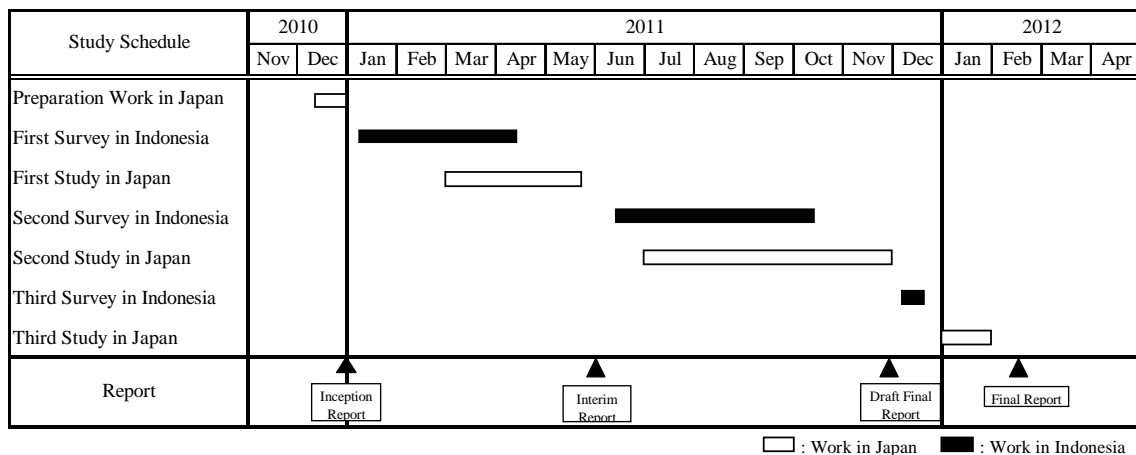 Study Schedule
2010
2011
2012
Nov Dec Jan Feb Mar Apr May Jun Jul Aug Sep Oct Nov Dec Jan Feb Mar Apr
Preparation Work in Japan
First Survey in Indonesia
First Study in Japan
Second Survey in Indonesia
Second Study in Japan
Third Survey in Indonesia
Third Study in Japan
Report
Inception
Report
Interim
Report
Draft Final
Report
Final Report
: Work in Japan : Work in Indonesia